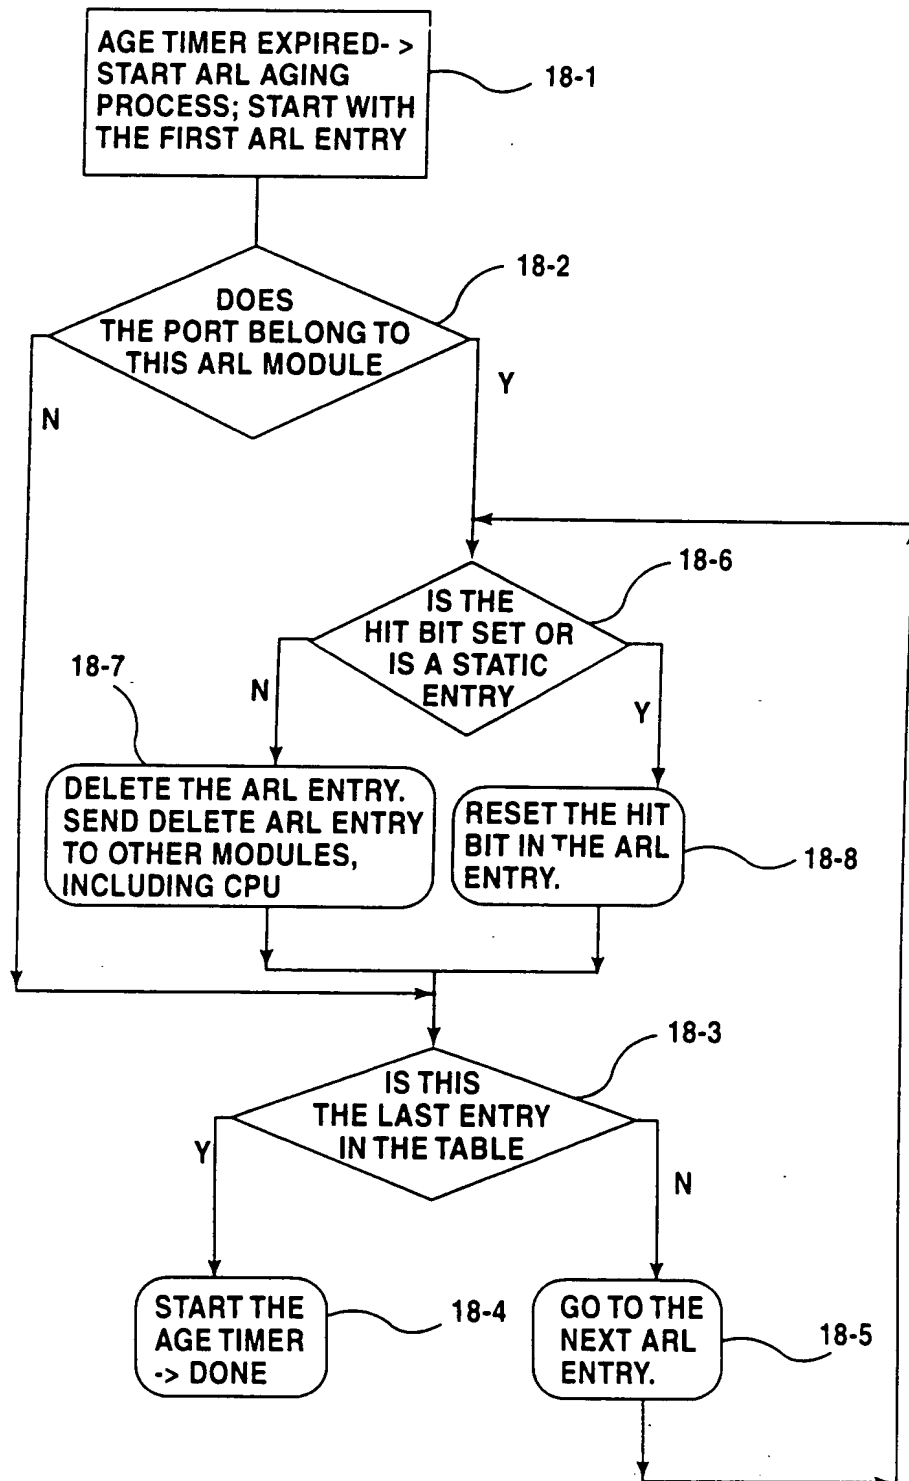 AGE TIMER EXPIRED- >
START ARL AGING
PROCESS; START WITH
THE FIRST ARL ENTRY
18-1
18-2
DOES
THE PORT BELONG TO
THIS ARL MODULE
N
Y
18-6
IS THE
HIT BIT SET OR
IS A STATIC
ENTRY
18-7
N
Y
DELETE THE ARL ENTRY.
SEND DELETE ARL ENTRY
TO OTHER MODULES,
INCLUDING CPU
RESET THE HIT
BIT IN THE ARL
ENTRY.
18-8
18-3
IS THIS
THE LAST ENTRY
IN THE TABLE
Y
N
START THE
AGE TIMER
-> DONE
18-4
GO TO THE
NEXT ARL
ENTRY.
18-5